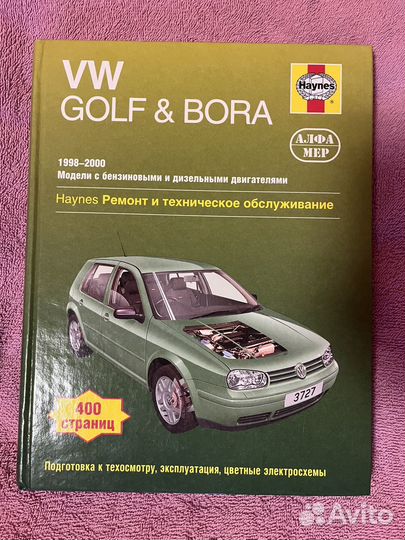 VW
GOLF & BORA
Haynes
АЛФА
МЕР
1998–2000
Модели с бензиновыми и дизельными двигателями
Haynes Ремонт и техническое обслуживание
3727
400
страниц
Подготовка к техосмотру, эксплуатация, цветные электросхемы
Avito